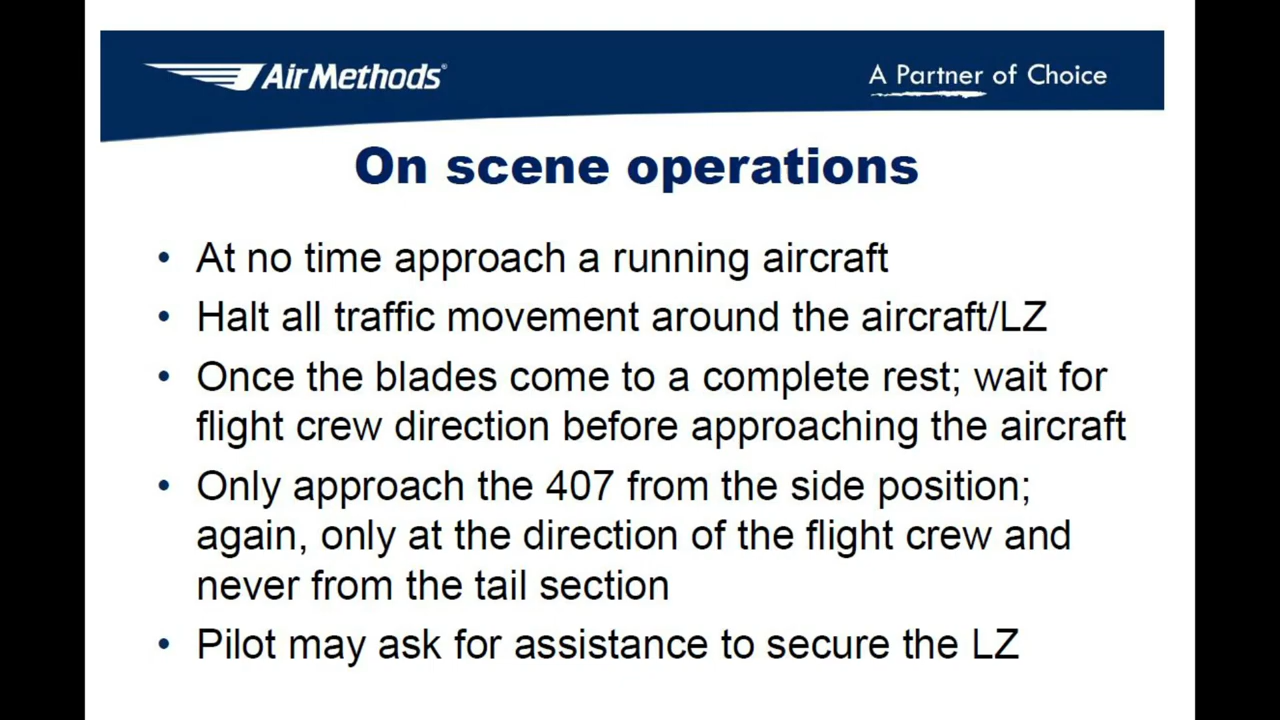 Air Methods®
A Partner of Choice
On scene operations
• At no time approach a running aircraft
• Halt all traffic movement around the aircraft/LZ
• Once the blades come to a complete rest; wait for
flight crew direction before approaching the aircraft
• Only approach the 407 from the side position;
again, only at the direction of the flight crew and
never from the tail section
• Pilot may ask for assistance to secure the LZ